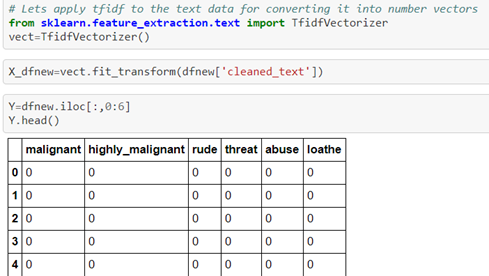 # Lets apply tfidf to the text data for converting it into number vectors
from sklearn.feature_extraction.text import TfidfVectorizer
vect=TfidfVectorizer()
X_dfnew=vect.fit_transform(dfnew['cleaned_text'])
Y=dfnew.iloc[:,0:6]
Y.head()
malignant highly_malignant rude threat abuse loathe
0 0 0 0 0 0 0
1 0 0 0 0 0 0
2 0 0 0 0 0 0
3 0 0 0 0 0 0
4 0 0 0 0 0 0